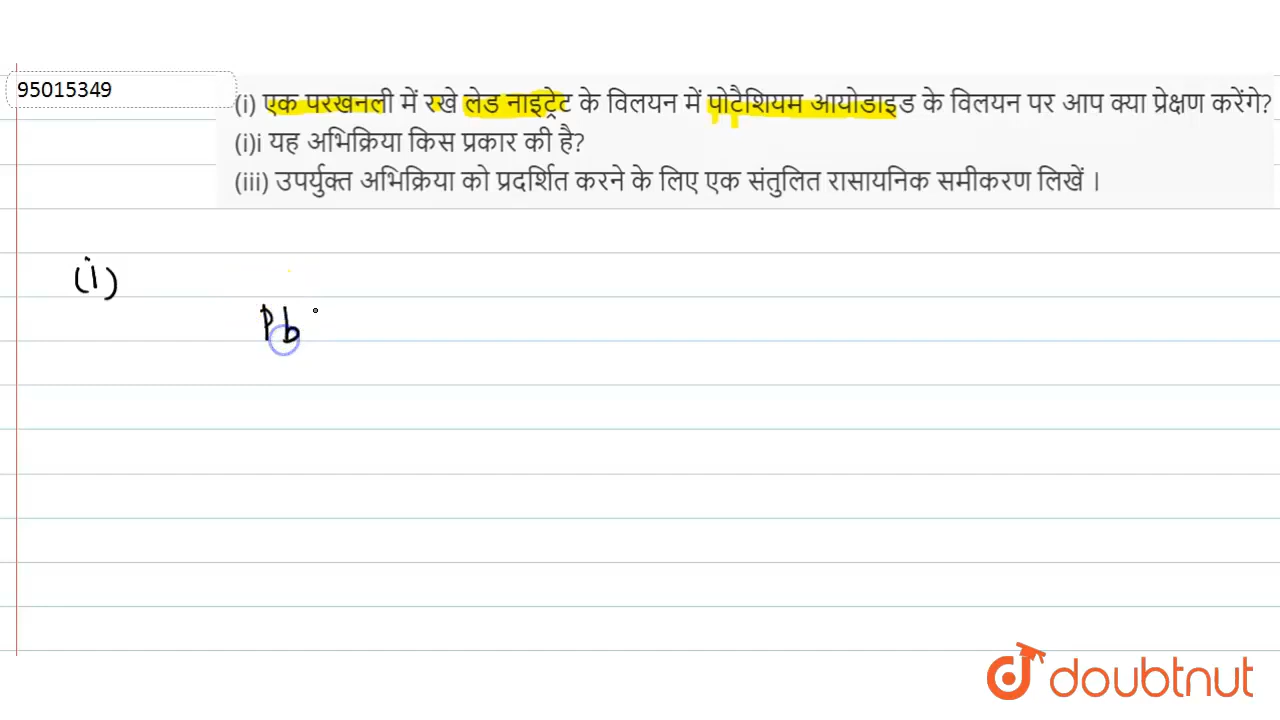 95015349
(i) एक परखनली में रखे लेड नाइट्रेट के विलयन में पोटैशियम आयोडाइड के विलयन पर आप क्या प्रेक्षण करेंगे?
(i)i यह अभिक्रिया किस प्रकार की है?
(iii) उपर्युक्त अभिक्रिया को प्रदर्शित करने के लिए एक संतुलित रासायनिक समीकरण लिखें ।
(i)
Pb
doubtnut